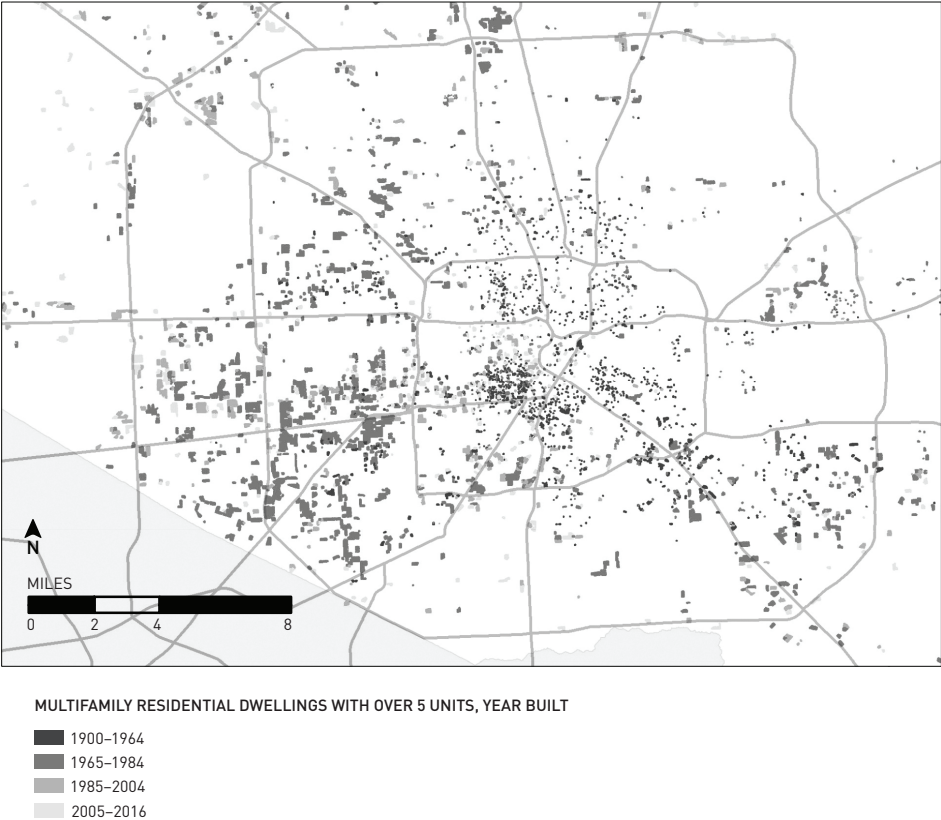 N
MILES
0 2 4 8
MULTIFAMILY RESIDENTIAL DWELLINGS WITH OVER 5 UNITS, YEAR BUILT
1900–1964
1965–1984
1985–2004
2005–2016